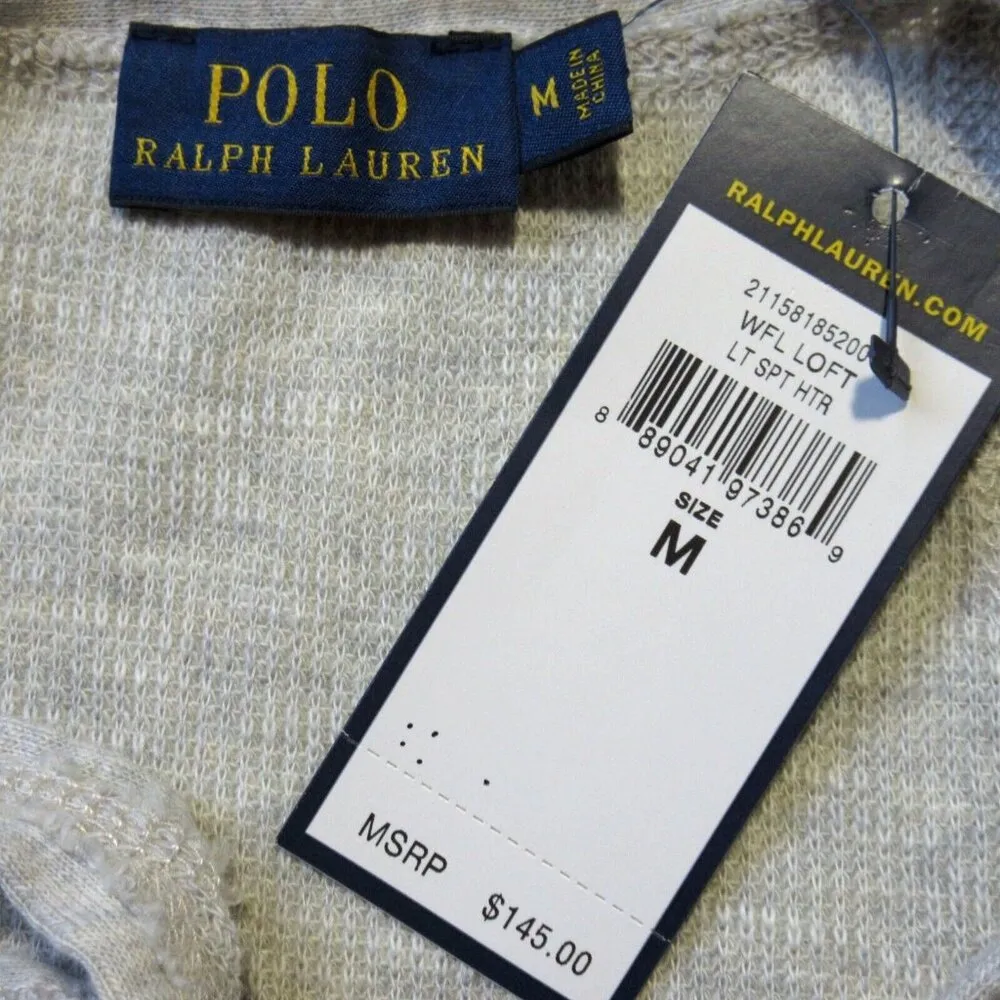 POLO
RALPH LAUREN
M
MADE IN
CHINA
RALPHLAUREN.COM
21158185200
WFL LOFT
LT SPT HTR
8 89041 97386 9
SIZE
M
MSRP
$145.00